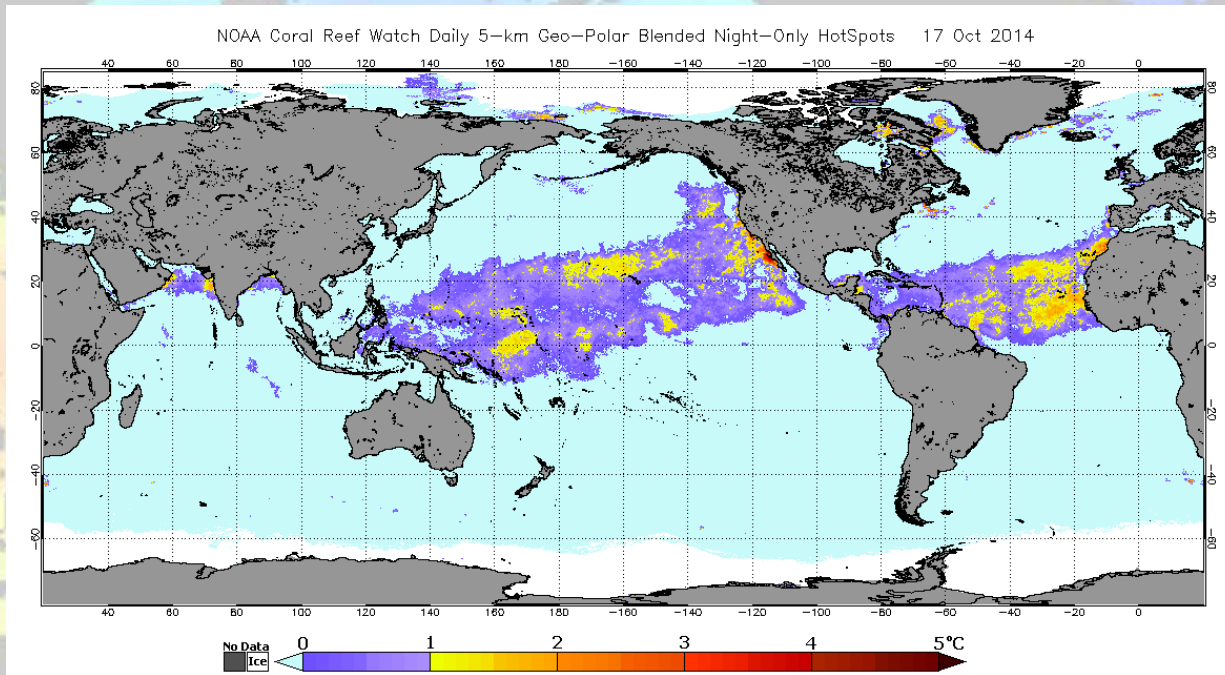 NOAA Coral Reef Watch Daily 5-km Geo-Polar Blended Night-Only HotSpots 17 Oct 2014
40 60 80 100 120 140 160 180 -160 -140 -120 -100 -80 -60 -40 -20 0
80 80
60 60
40 40
20 20
0 0
-20 -20
-40 -40
-60 -60
40 60 80 100 120 140 160 180 -160 -140 -120 -100 -80 -60 -40 -20 0
No Data
Ice
0 1 2 3 4 5°C